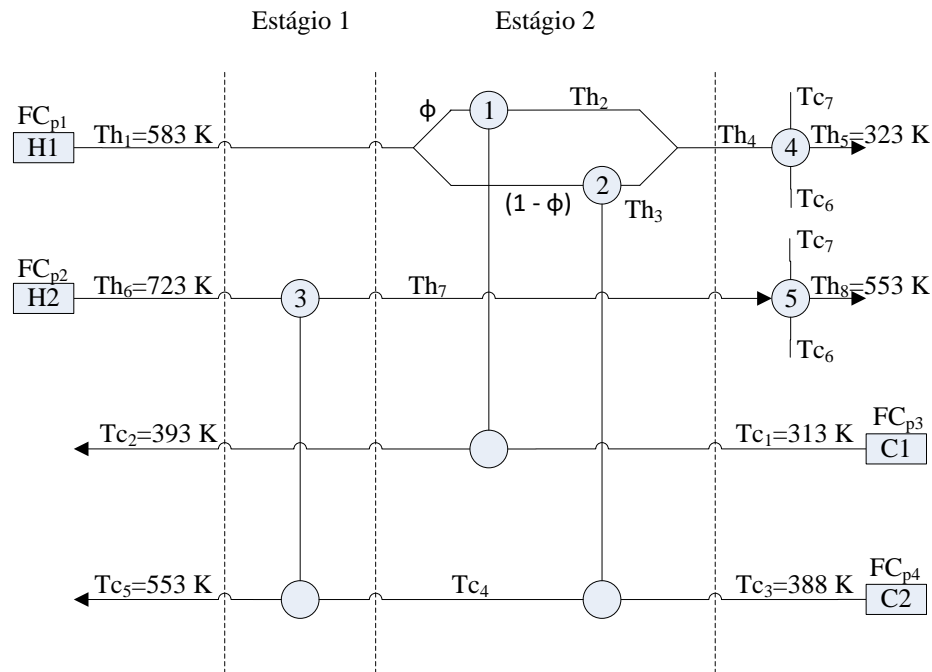 Estágio 1
Estágio 2
FCp1
H1
Th1=583 K
ϕ
1
Th2
Th4
Tc7
4
Th5=323 K
Tc6
(1 - ϕ)
2
Th3
FCp2
H2
Th6=723 K
3
Th7
Tc7
5
Th8=553 K
Tc6
Tc2=393 K
Tc1=313 K
FCp3
C1
Tc5=553 K
Tc4
Tc3=388 K
FCp4
C2